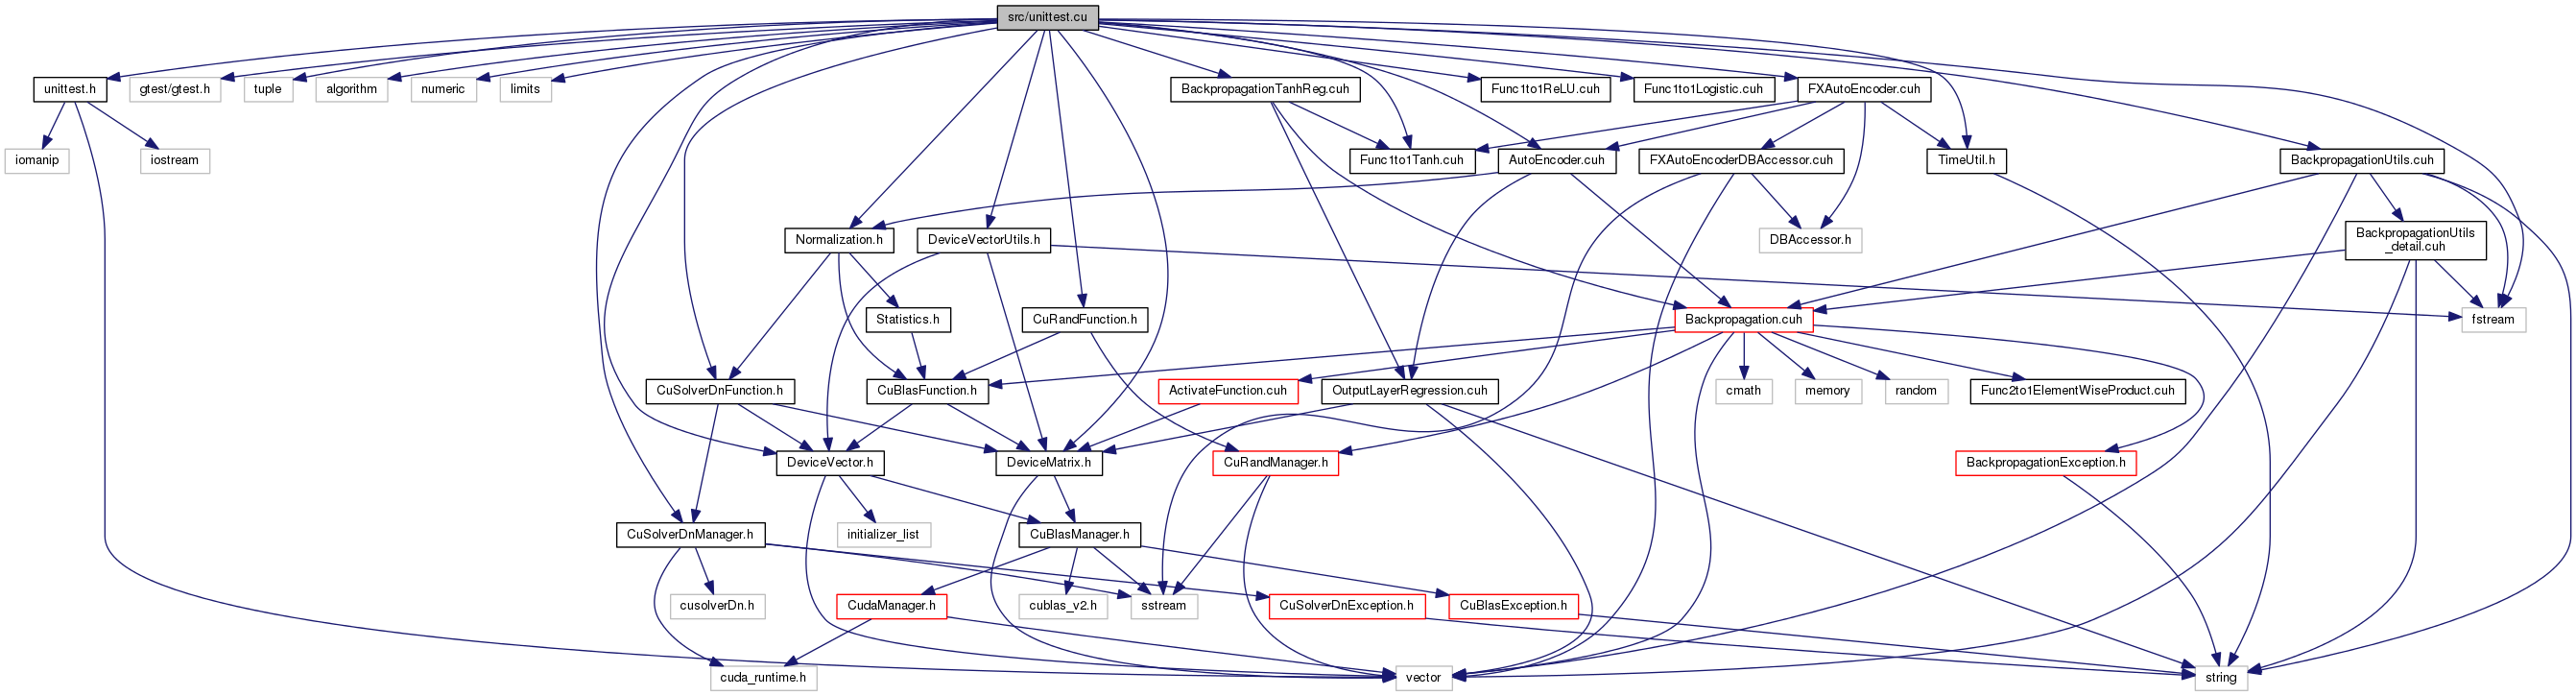 src/unittest.cu
unittest.h
gtest/gtest.h
tuple
algorithm
numeric
limits
BackpropagationTanhReg.cuh
Func1to1ReLU.cuh
Func1to1Logistic.cuh
FXAutoEncoder.cuh
iomanip
iostream
Func1to1Tanh.cuh
AutoEncoder.cuh
FXAutoEncoderDBAccessor.cuh
TimeUtil.h
BackpropagationUtils.cuh
Normalization.h
DeviceVectorUtils.h
DBAccessor.h
BackpropagationUtils
_detail.cuh
Statistics.h
CuRandFunction.h
Backpropagation.cuh
fstream
CuSolverDnFunction.h
CuBlasFunction.h
ActivateFunction.cuh
OutputLayerRegression.cuh
cmath
memory
random
Func2to1ElementWiseProduct.cuh
DeviceVector.h
DeviceMatrix.h
CuRandManager.h
BackpropagationException.h
CuSolverDnManager.h
initializer_list
CuBlasManager.h
cusolverDn.h
CudaManager.h
cublas_v2.h
sstream
CuSolverDnException.h
CuBlasException.h
cuda_runtime.h
vector
string